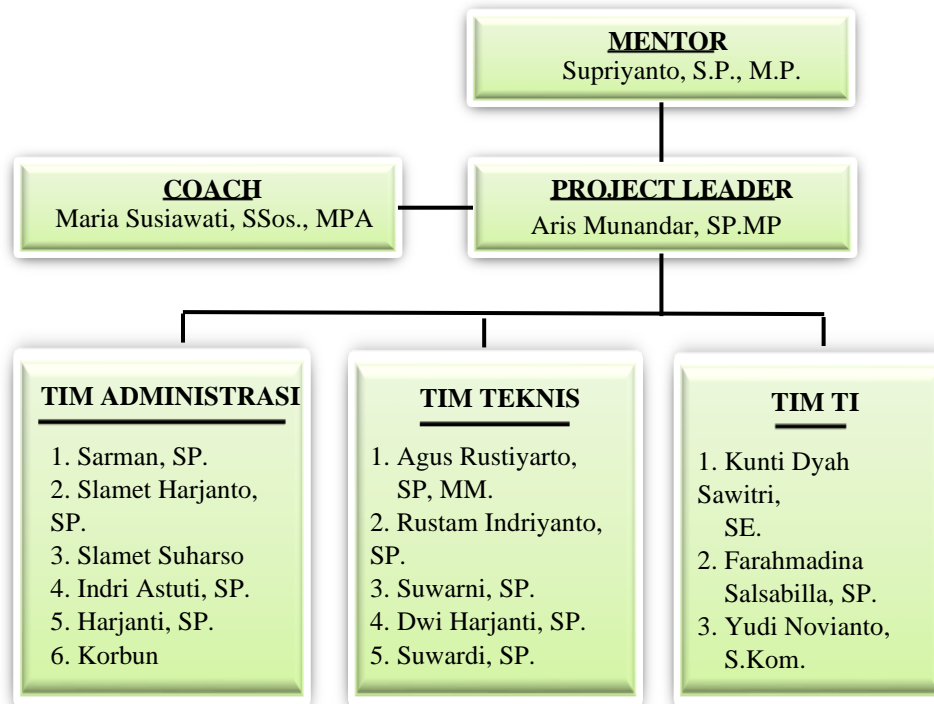 MENTOR
Supriyanto, S.P., M.P.
COACH
Maria Susiawati, SSos., MPA
PROJECT LEADER
Aris Munandar, SP.MP
TIM ADMINISTRASI
1. Sarman, SP.
2. Slamet Harjanto,
SP.
3. Slamet Suharso
4. Indri Astuti, SP.
5. Harjanti, SP.
6. Korbun
TIM TEKNIS
1. Agus Rustiyarto,
SP, MM.
2. Rustam Indriyanto,
SP.
3. Suwarni, SP.
4. Dwi Harjanti, SP.
5. Suwardi, SP.
TIM TI
1. Kunti Dyah
Sawitri,
SE.
2. Farahmadina
Salsabilla, SP.
3. Yudi Novianto,
S.Kom.